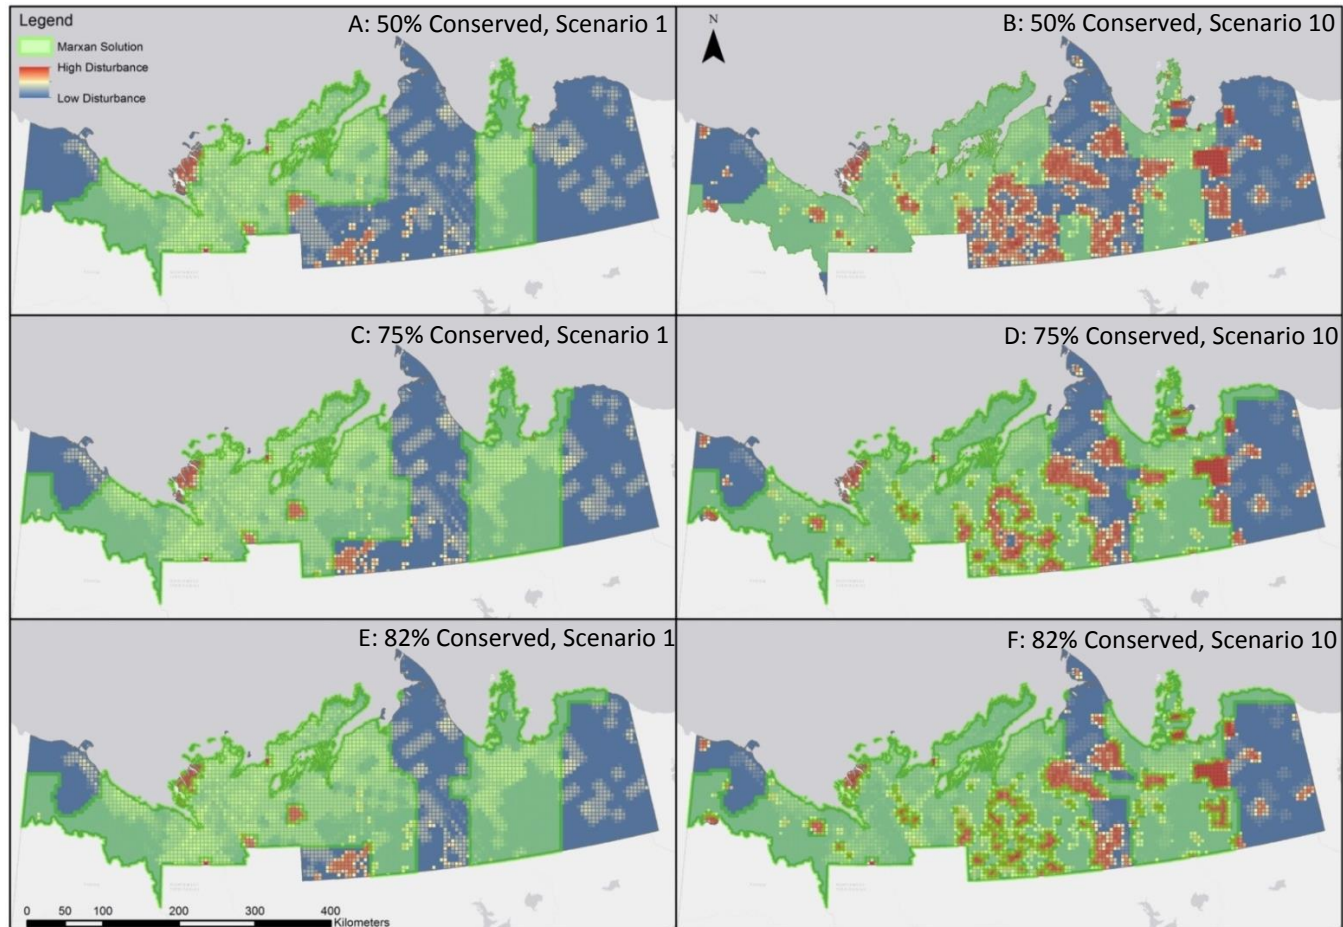 Legend
Marxan Solution
High Disturbance
Low Disturbance
A: 50% Conserved, Scenario 1
N
B: 50% Conserved, Scenario 10
C: 75% Conserved, Scenario 1
D: 75% Conserved, Scenario 10
E: 82% Conserved, Scenario 1
F: 82% Conserved, Scenario 10
0 50 100 200 300 400
Kilometers